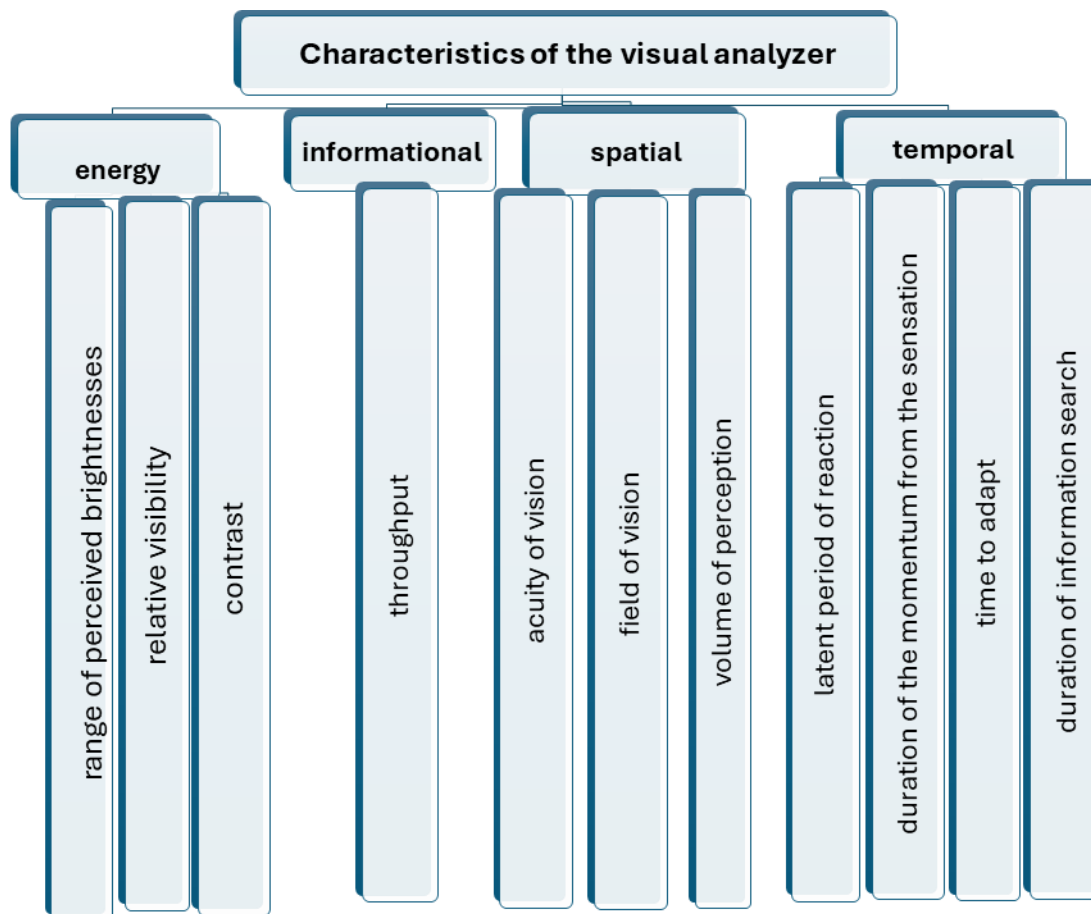 Characteristics of the visual analyzer
energy
informational
spatial
temporal
range of perceived brightnesses
relative visibility
contrast
throughput
acuity of vision
field of vision
volume of perception
latent period of reaction
duration of the momentum from the sensation
time to adapt
duration of information search